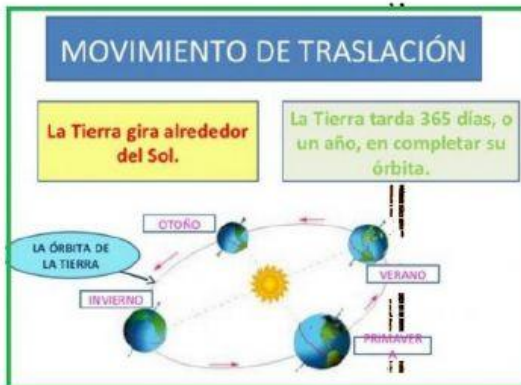 MOVIMIENTO DE TRASLACIÓN
La Tierra gira alrededor
del Sol.
La Tierra tarda 365 días, o
un año, en completar su
órbita.
OTOÑO
LA ÓRBITA DE
LA TIERRA
VERANO
INVIERNO
PRIMAVER
A